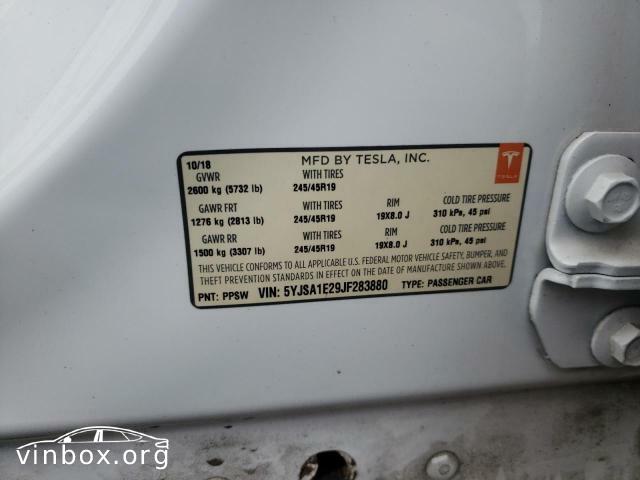 10/18 MFD BY TESLA, INC.
GVWR WITH TIRES
2600 kg (5732 lb) 245/45R19
GAWR FRT WITH TIRES RIM COLD TIRE PRESSURE
1276 kg (2813 lb) 245/45R19 19X8.0 J 310 kPa, 45 psi
GAWR RR WITH TIRES RIM COLD TIRE PRESSURE
1500 kg (3307 lb) 245/45R19 19X8.0 J 310 kPa, 45 psi
THIS VEHICLE CONFORMS TO ALL APPLICABLE U.S. FEDERAL MOTOR VEHICLE SAFETY, BUMPER, AND
THEFT PREVENTION STANDARDS IN EFFECT ON THE DATE OF MANUFACTURE SHOWN ABOVE.
PNT: PPSW VIN: 5YJSA1E29JF283880 TYPE: PASSENGER CAR
TESLA
vinbox.org